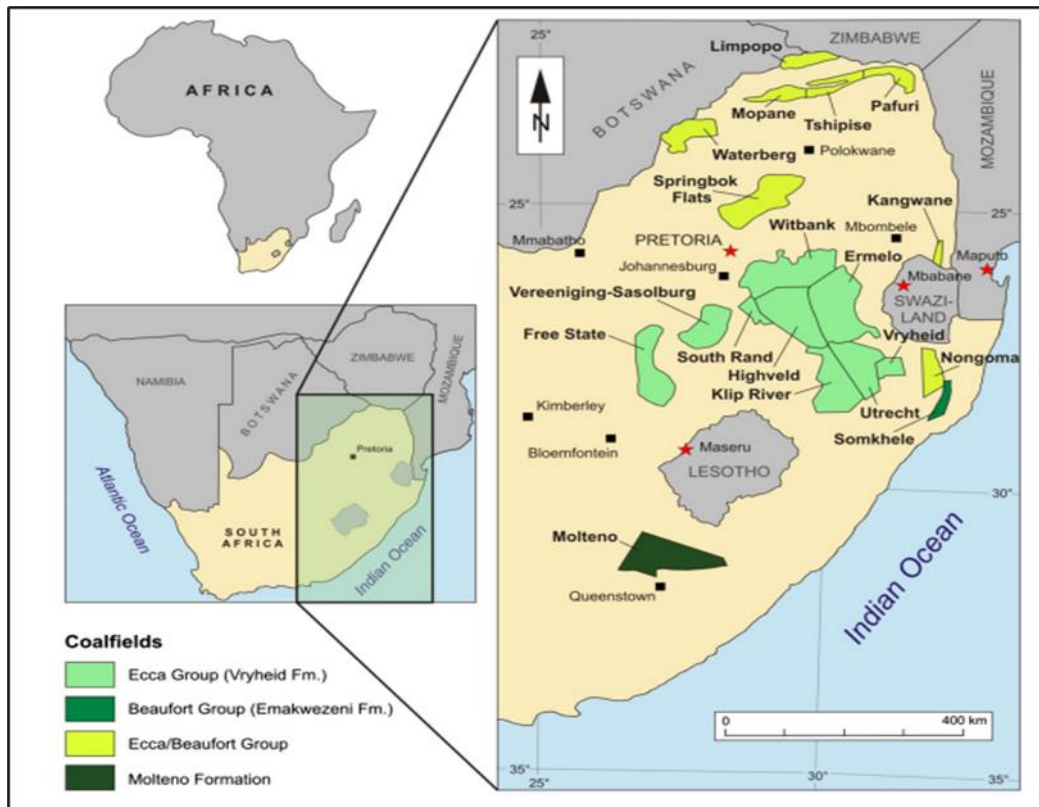 AFRICA
NAMIBIA
BOTSWANA
ZIMBABWE
MOZAMBIQUE
Pretoria
Atlantic Ocean
SOUTH
AFRICA
Indian Ocean
Coalfields
Ecca Group (Vryheid Fm.)
Beaufort Group (Emakwezeni Fm.)
Ecca/Beaufort Group
Molteno Formation
25°
30°
ZIMBABWE
Limpopo
BOTSWANA
N
Mopane
Tshipise
Pafuri
MOZAMBIQUE
Waterberg
Polokwane
Springbok
Flats
25°
25°
Kangwane
Witbank
Mbombele
Mmabatho
PRETORIA
Johannesburg
Ermelo
Maputo
Mbabane
SWAZI-
LAND
Vereeniging-Sasolburg
Free State
Vryheid
South Rand
Highveld
Nongoma
Klip River
Kimberley
Utrecht
Somkhele
Bloemfontein
Maseru
LESOTHO
30°
Molteno
Queenstown
Indian Ocean
0
400 km
35°
25°
30°
35°